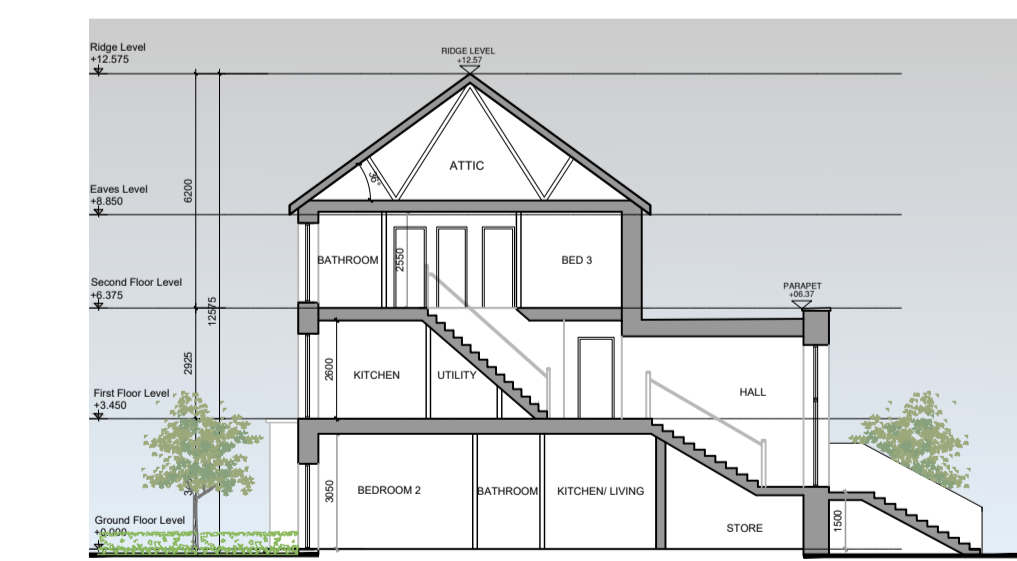 Ridge Level
+12.575
RIDGE LEVEL
+12.57
ATTIC
36°
6200
Eaves Level
+8.850
BATHROOM
2550
BED 3
Second Floor Level
+6.375
PARAPET
+06.37
12575
2925
2600
KITCHEN
UTILITY
HALL
First Floor Level
+3.450
3050
BEDROOM 2
BATHROOM
KITCHEN/ LIVING
STORE
1500
Ground Floor Level
+0.000